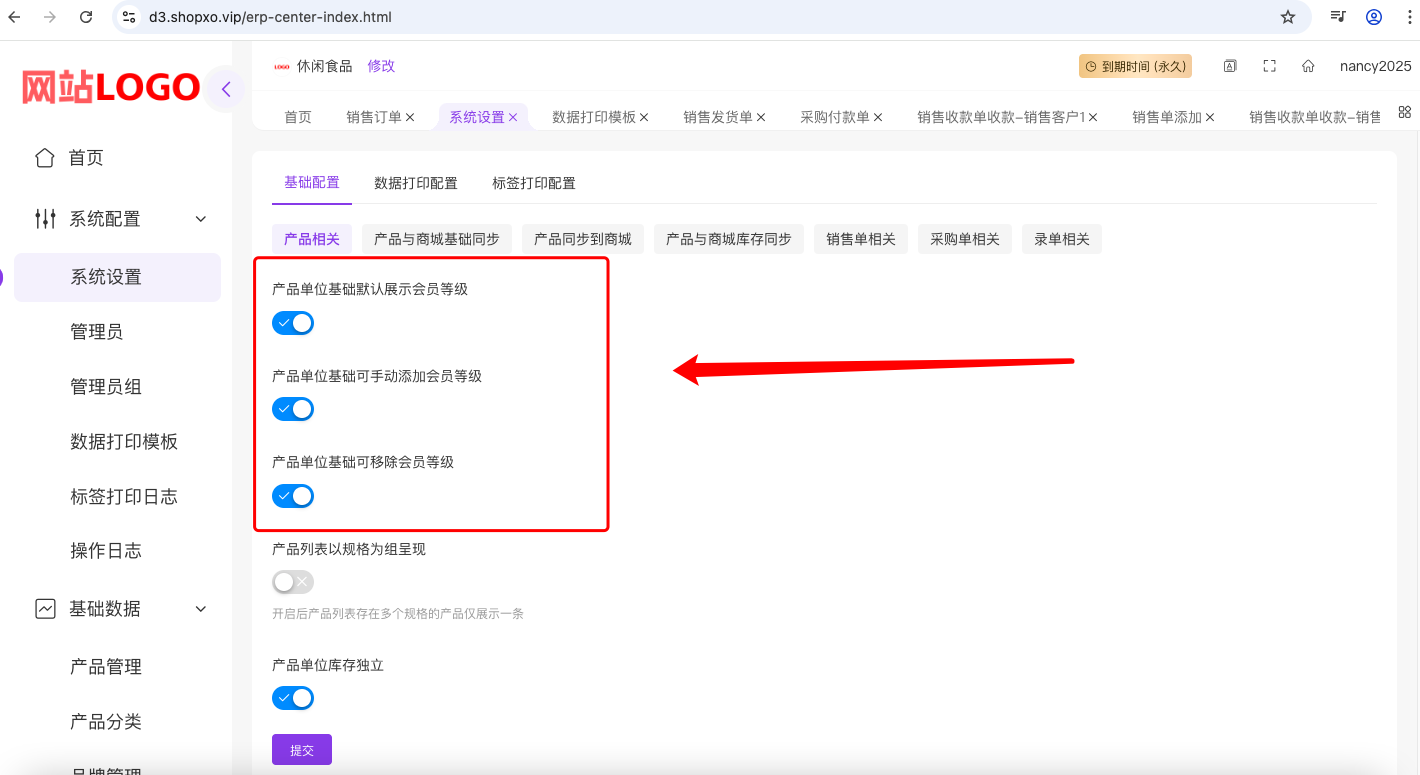 d3.shopxo.vip/erp-center-index.html
网站LOGO
LOGO 休闲食品 修改
到期时间 (永久)
nancy2025
首页 销售订单 系统设置 数据打印模板 销售发货单 采购付款单 销售收款单收款-销售客户1 销售单添加 销售收款单收款-销售
首页
系统配置
系统设置
管理员
管理员组
数据打印模板
标签打印日志
操作日志
基础数据
产品管理
产品分类
品牌管理
基础配置 数据打印配置 标签打印配置
产品相关 产品与商城基础同步 产品同步到商城 产品与商城库存同步 销售单相关 采购单相关 录单相关
产品单位基础默认展示会员等级
产品单位基础可手动添加会员等级
产品单位基础可移除会员等级
产品列表以规格为组呈现
开启后产品列表存在多个规格的产品仅展示一条
产品单位库存独立
提交